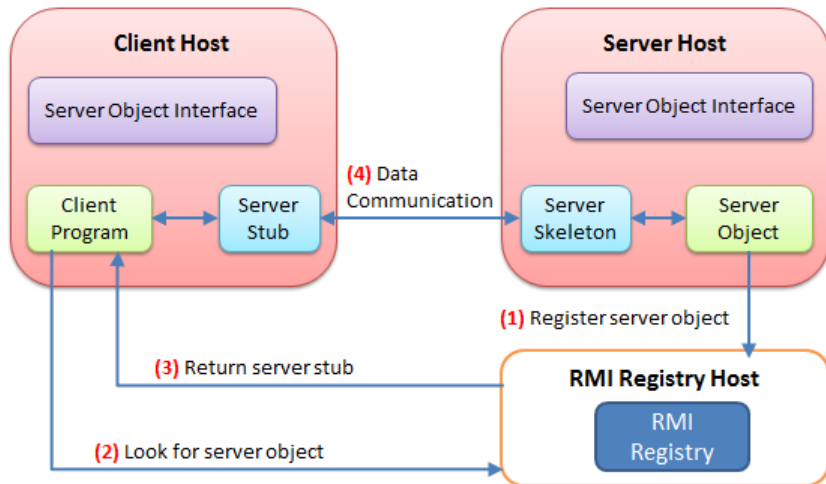 Client Host
Server Object Interface
Client
Program
Server
Stub
(4) Data
Communication
Server Host
Server Object Interface
Server
Skeleton
Server
Object
(1) Register server object
(3) Return server stub
(2) Look for server object
RMI Registry Host
RMI
Registry